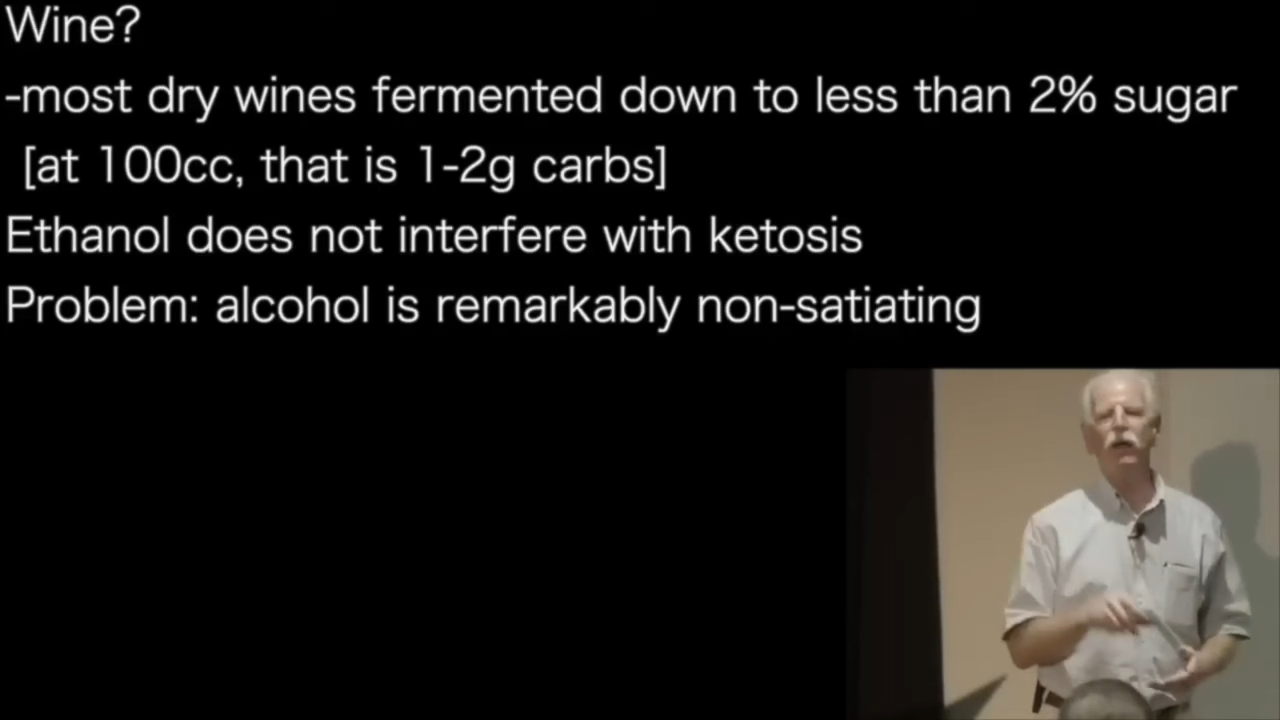 Wine?
-most dry wines fermented down to less than 2% sugar
[at 100cc, that is 1-2g carbs]
Ethanol does not interfere with ketosis
Problem: alcohol is remarkably non-satiating